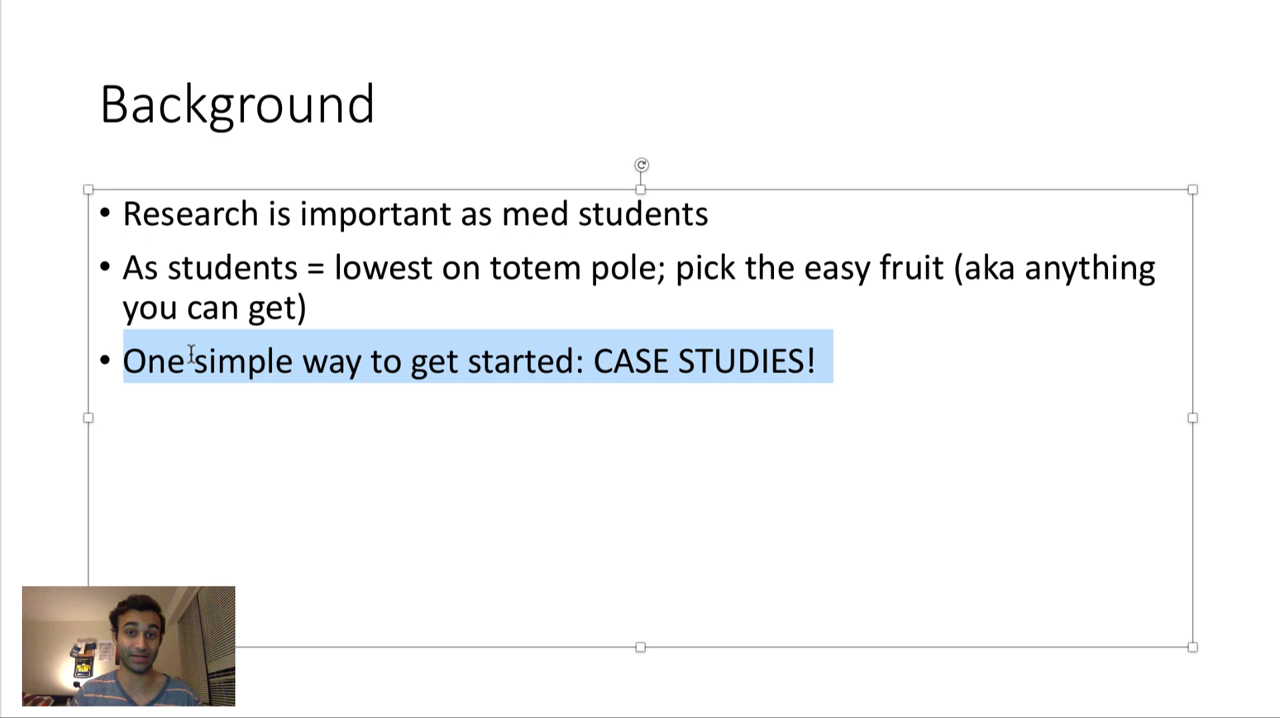 Background
• Research is important as med students
• As students = lowest on totem pole; pick the easy fruit (aka anything
you can get)
• One simple way to get started: CASE STUDIES!